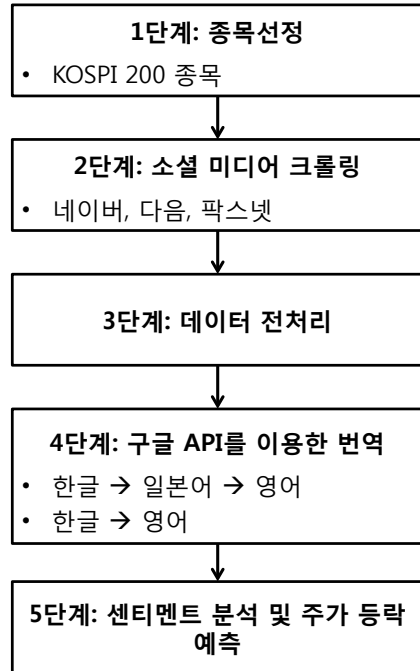 1단계: 종목선정
• KOSPI 200 종목
2단계: 소셜 미디어 크롤링
• 네이버, 다음, 팍스넷
3단계: 데이터 전처리
4단계: 구글 API를 이용한 번역
• 한글 → 일본어 → 영어
• 한글 → 영어
5단계: 센티멘트 분석 및 주가 등락
예측